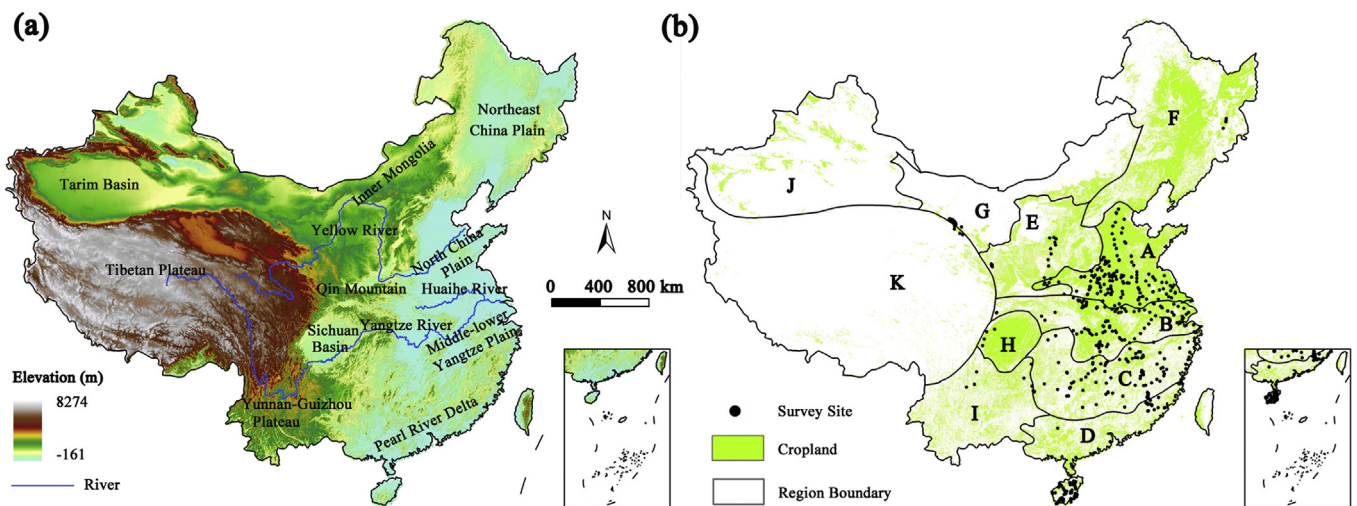 (a)
Northeast
China Plain
Tarim Basin
Inner Mongolia
Yellow River
Tibetan Plateau
North China
Plain
Qin Mountain
Huaihe River
Sichuan
Basin
Yangtze River
Middle-lower
Yangtze Plain
Yunnan-Guizhou
Plateau
Pearl River Delta
Elevation (m)
8274
-161
River
N
0 400 800 km
(b)
F
J
G
E
A
K
B
H
C
I
D
Survey Site
Cropland
Region Boundary